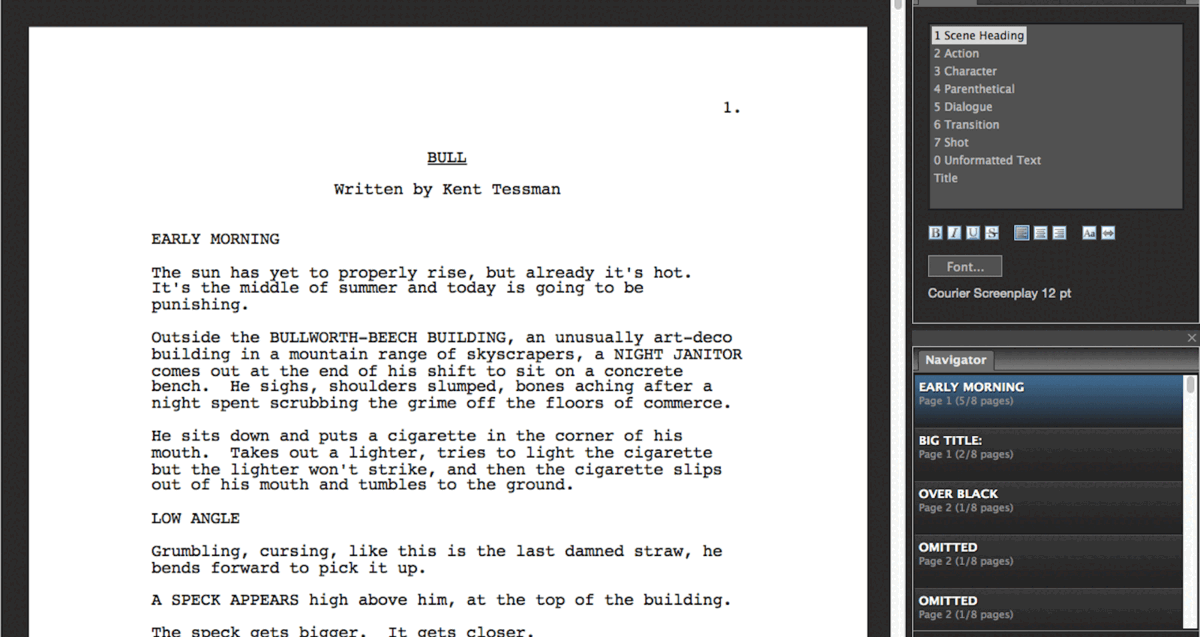 1.
BULL
Written by Kent Tessman
EARLY MORNING
The sun has yet to properly rise, but already it's hot.
It's the middle of summer and today is going to be
punishing.
Outside the BULLWORTH-BEECH BUILDING, an unusually art-deco
building in a mountain range of skyscrapers, a NIGHT JANITOR
comes out at the end of his shift to sit on a concrete
bench.  He sighs, shoulders slumped, bones aching after a
night spent scrubbing the grime off the floors of commerce.
He sits down and puts a cigarette in the corner of his
mouth.  Takes out a lighter, tries to light the cigarette
but the lighter won't strike, and then the cigarette slips
out of his mouth and tumbles to the ground.
LOW ANGLE
Grumbling, cursing, like this is the last damned straw, he
bends forward to pick it up.
A SPECK APPEARS high above him, at the top of the building.
The speck gets bigger.  It gets closer.
1 Scene Heading
2 Action
3 Character
4 Parenthetical
5 Dialogue
6 Transition
7 Shot
0 Unformatted Text
Title
B I U S Aa
Font...
Courier Screenplay 12 pt
Navigator
EARLY MORNING
Page 1 (5/8 pages)
BIG TITLE:
Page 1 (2/8 pages)
OVER BLACK
Page 2 (1/8 pages)
OMITTED
Page 2 (1/8 pages)
OMITTED
Page 2 (1/8 pages)